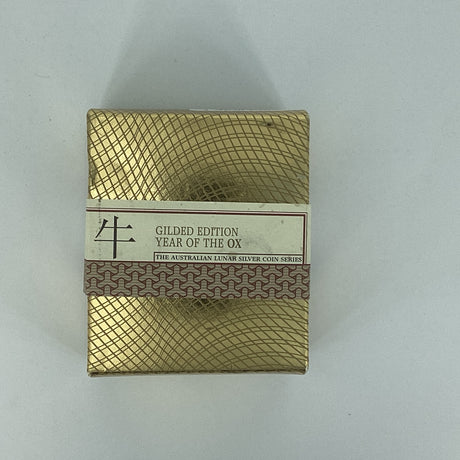 牛
GILDED EDITION
YEAR OF THE OX
THE AUSTRALIAN LUNAR SILVER COIN SERIES